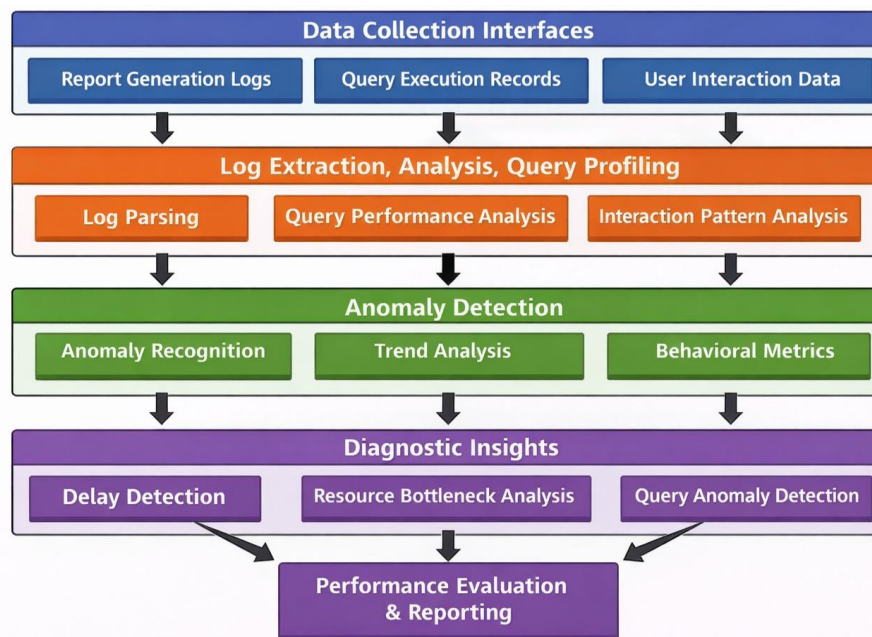 Data Collection Interfaces
Report Generation Logs
Query Execution Records
User Interaction Data
Log Extraction, Analysis, Query Profiling
Log Parsing
Query Performance Analysis
Interaction Pattern Analysis
Anomaly Detection
Anomaly Recognition
Trend Analysis
Behavioral Metrics
Diagnostic Insights
Delay Detection
Resource Bottleneck Analysis
Query Anomaly Detection
Performance Evaluation
& Reporting